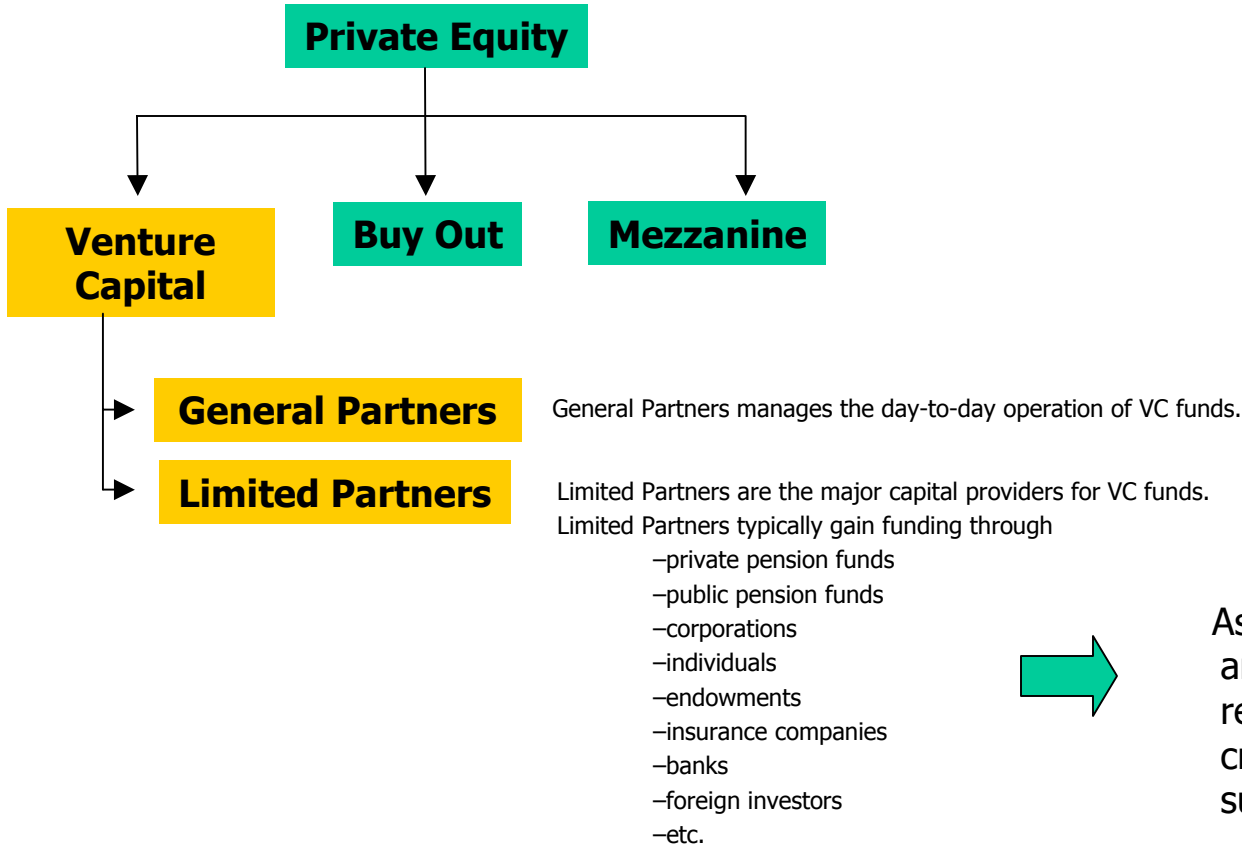 Private Equity
Venture
Capital
Buy Out
Mezzanine
General Partners
General Partners manages the day-to-day operation of VC funds.
Limited Partners
Limited Partners are the major capital providers for VC funds.
Limited Partners typically gain funding through
–private pension funds
–public pension funds
–corporations
–individuals
–endowments
–insurance companies
–banks
–foreign investors
–etc.